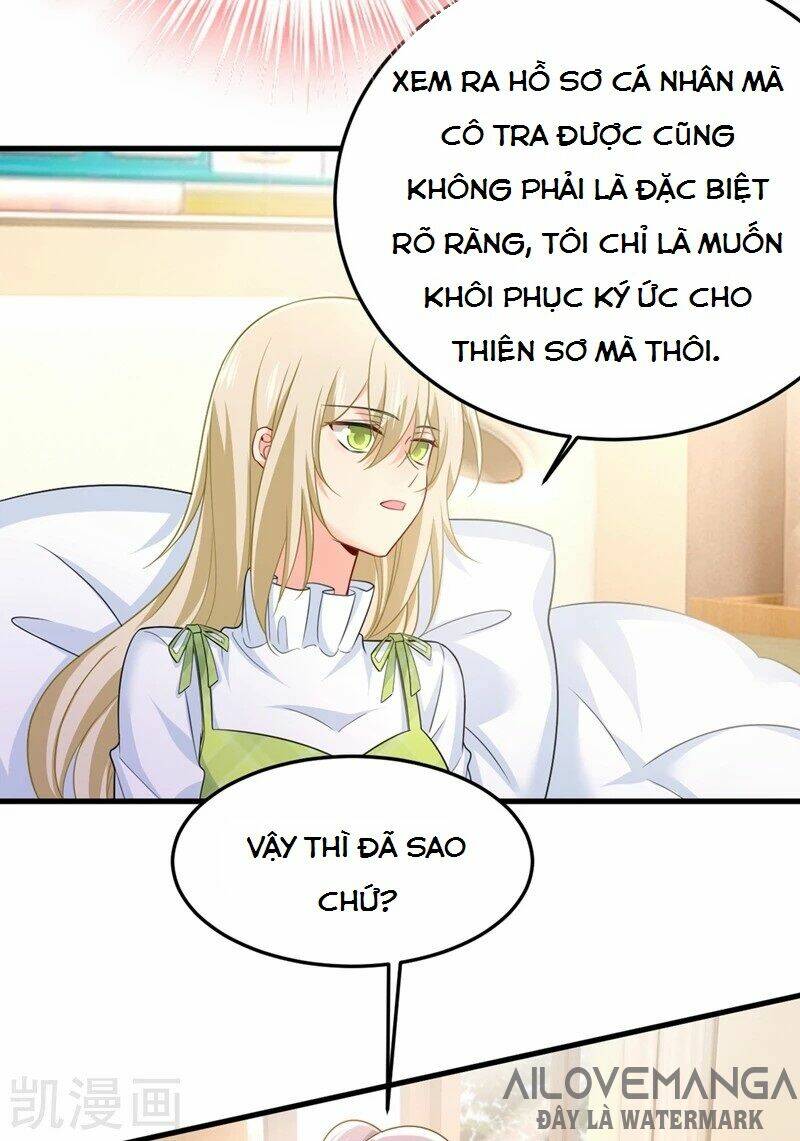 XEM RA HỒ SƠ CÁ NHÂN MÀ
CÔ TRA ĐƯỢC CŨNG
KHÔNG PHẢI LÀ ĐẶC BIỆT
RÕ RÀNG, TÔI CHỈ LÀ MUỐN
KHÔI PHỤC KÝ ỨC CHO
THIÊN SƠ MÀ THÔI.
VẬY THÌ ĐÃ SAO
CHỨ?
凯漫画
AILOVEMANGA
ĐÂY LÀ WATERMARK